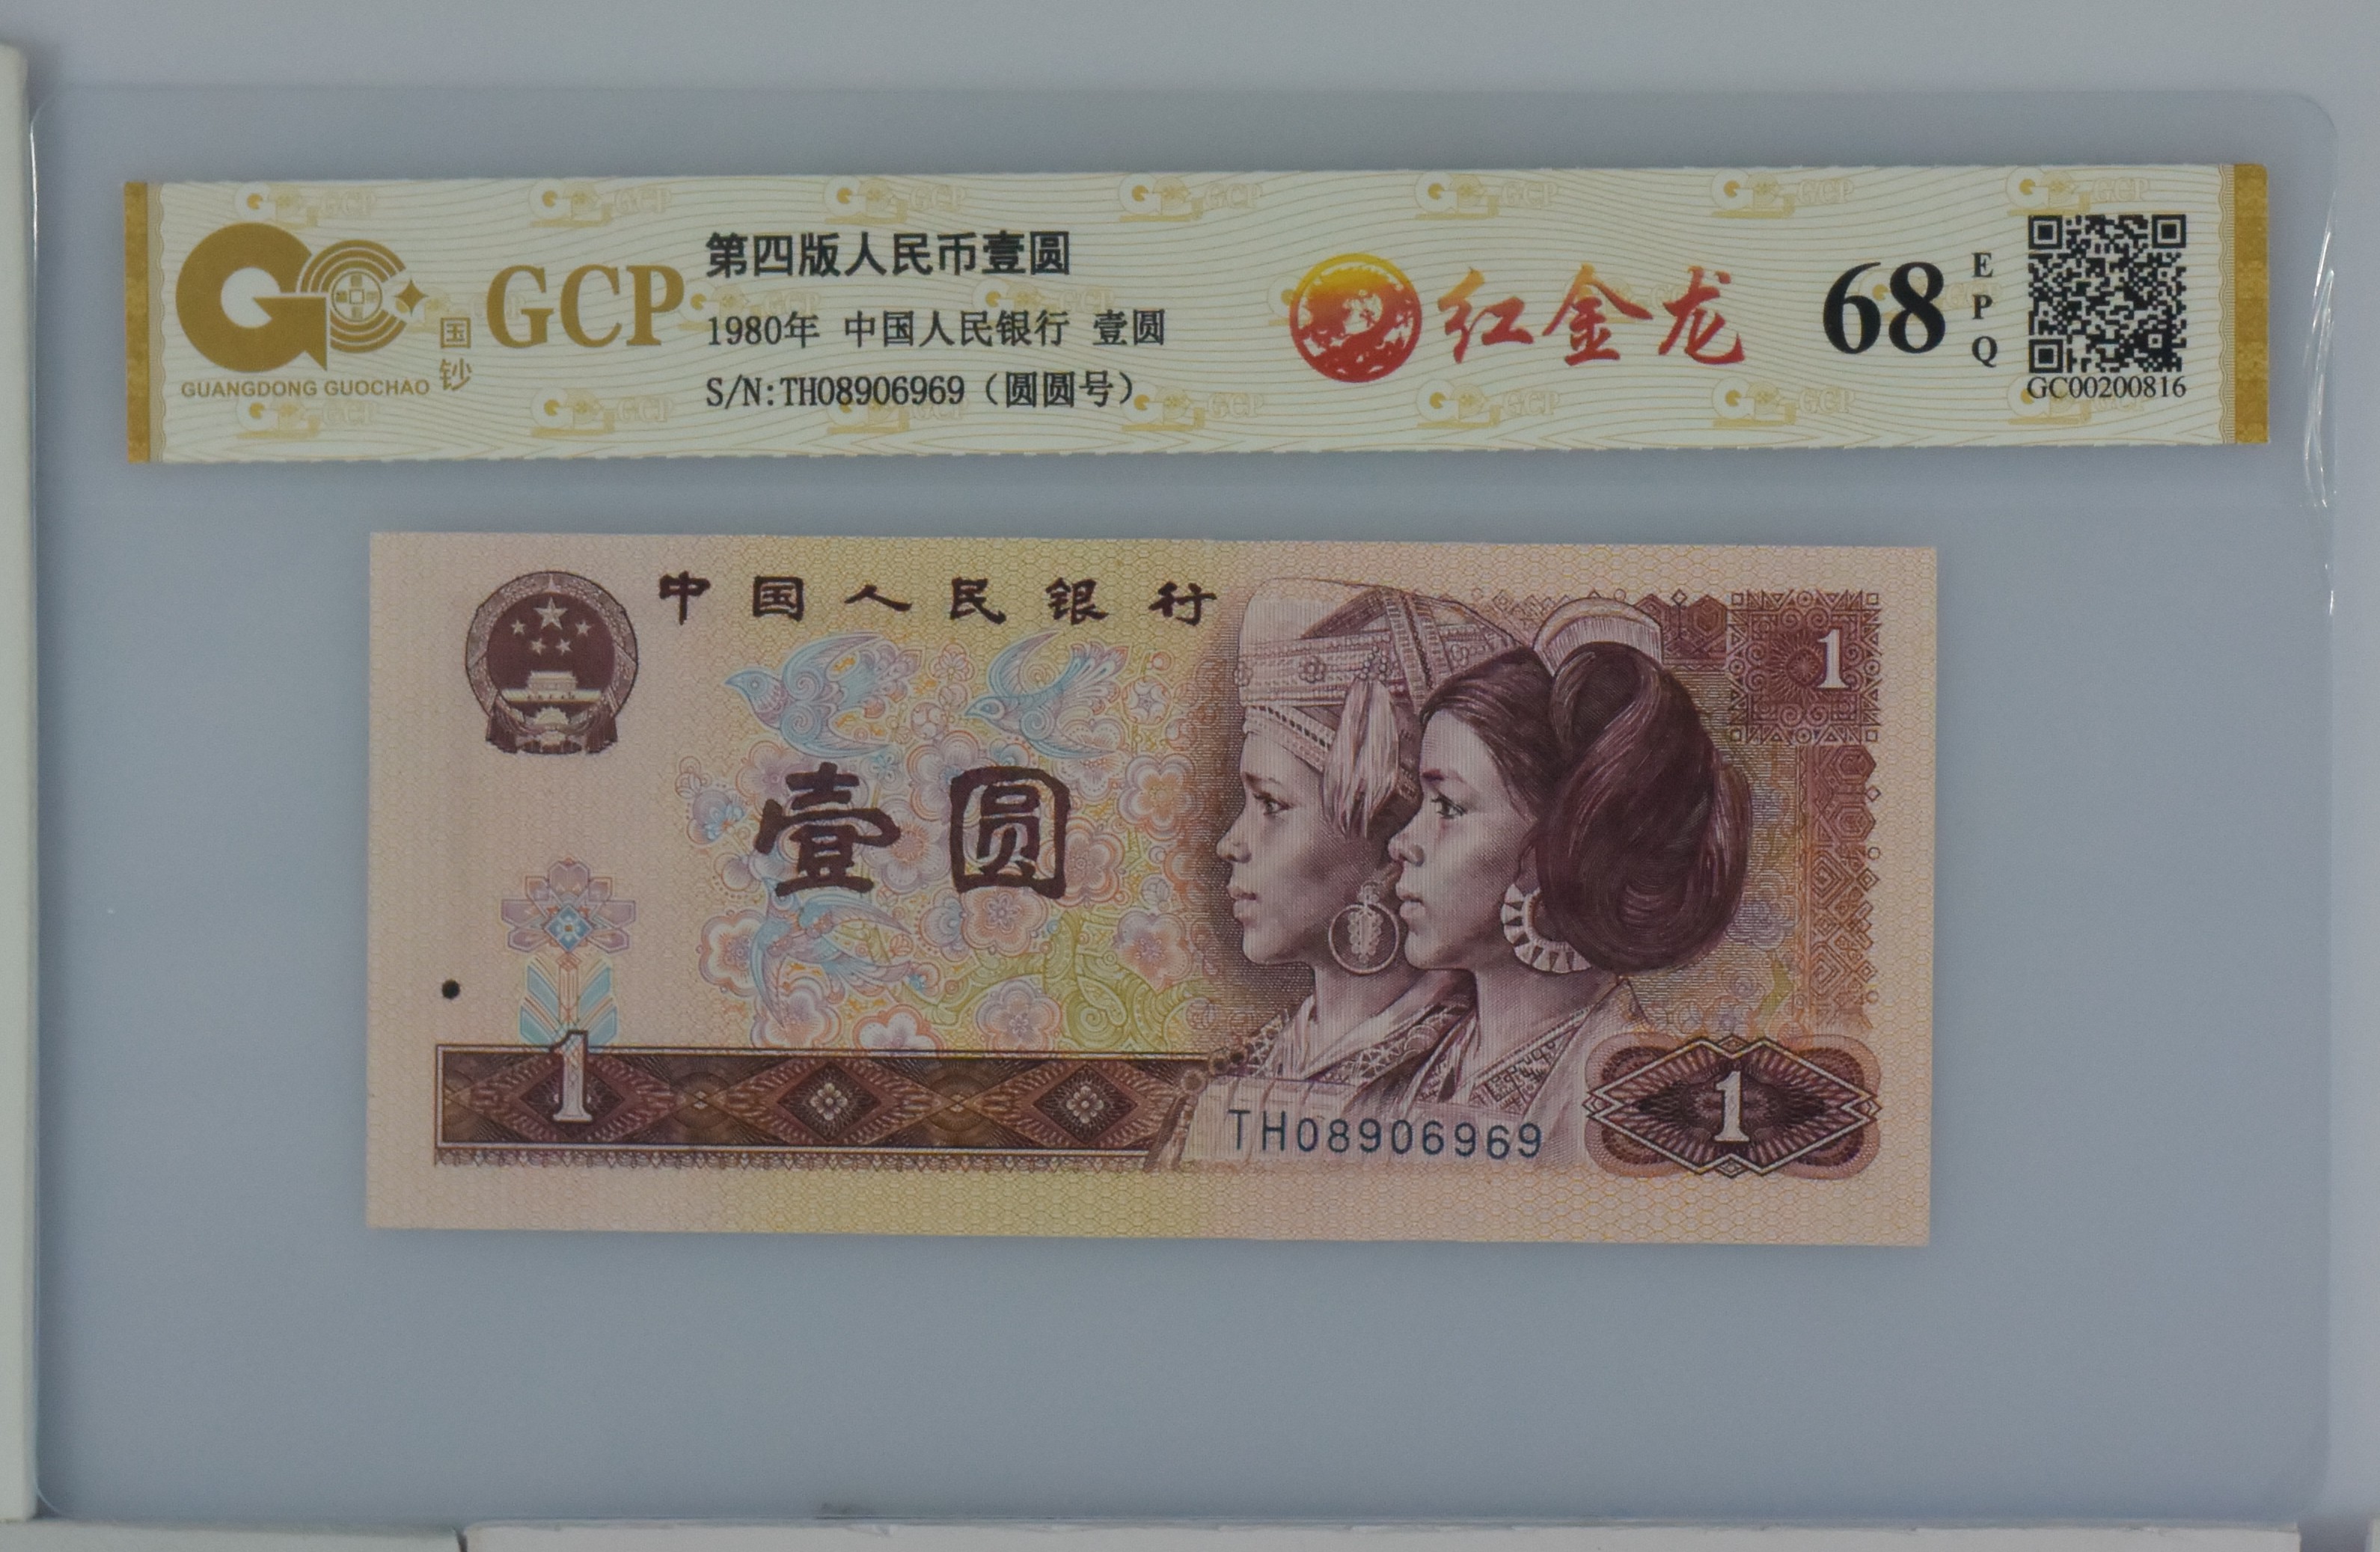 GUANGDONG GUOCHAO
国钞
GCP
第四版人民币壹圆
1980年 中国人民银行 壹圆
S/N:TH08906969（圆圆号）
红金龙
68
EPQ
GC00200816
中国人民银行
1
壹圆
1
TH08906969
1